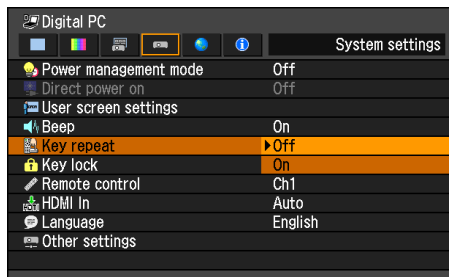 Digital PC
System settings
Power management mode Off
Direct power on Off
User screen settings
Beep On
Key repeat Off
Key lock On
Remote control Ch1
HDMI In Auto
Language English
Other settings